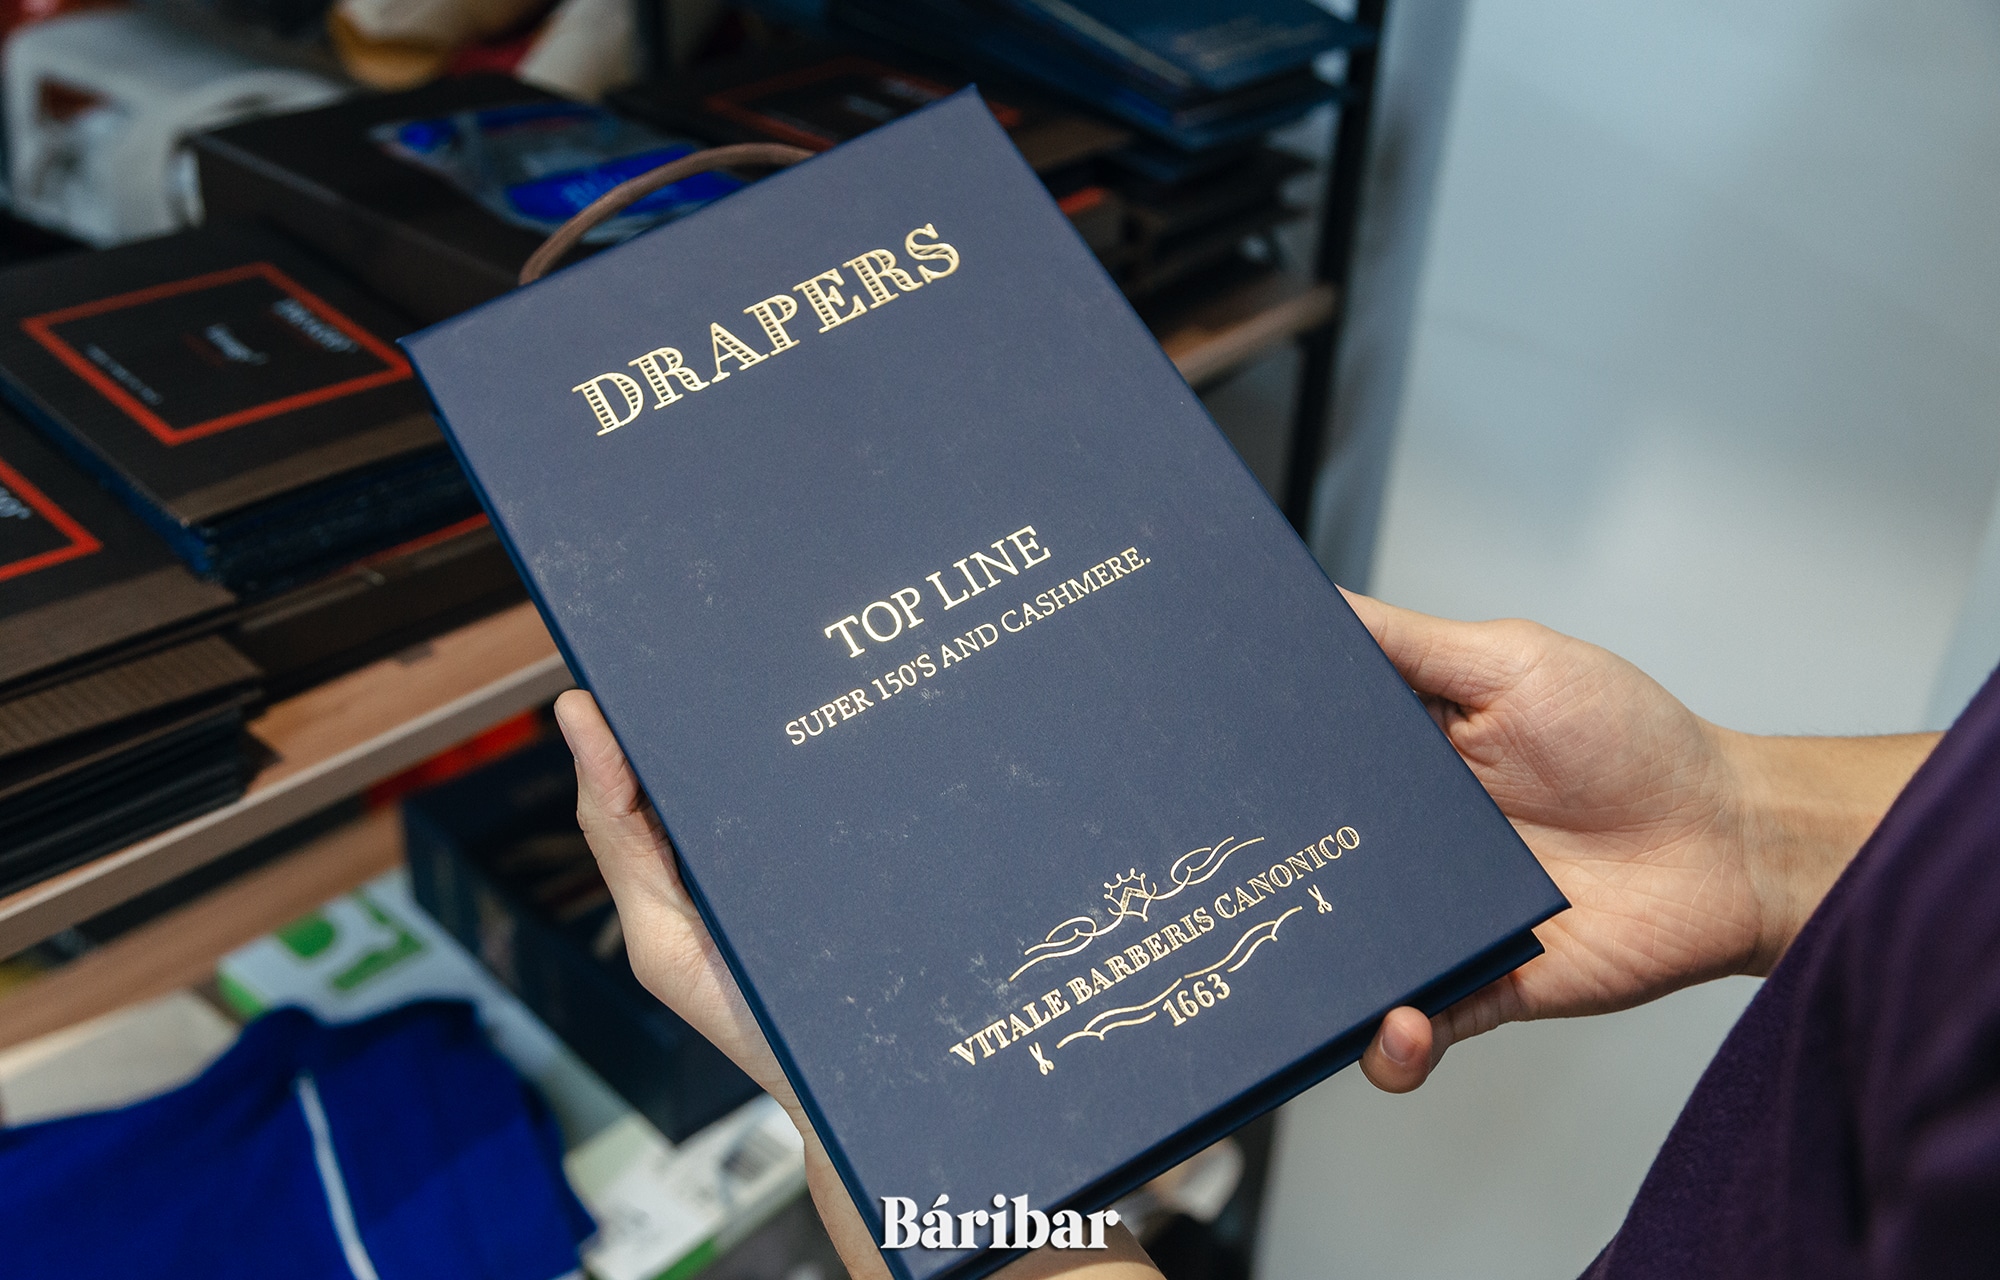 DRAPERS
TOP LINE
SUPER 150'S AND CASHMERE.
VITALE BARBERIS CANONICO
1663
Báribar